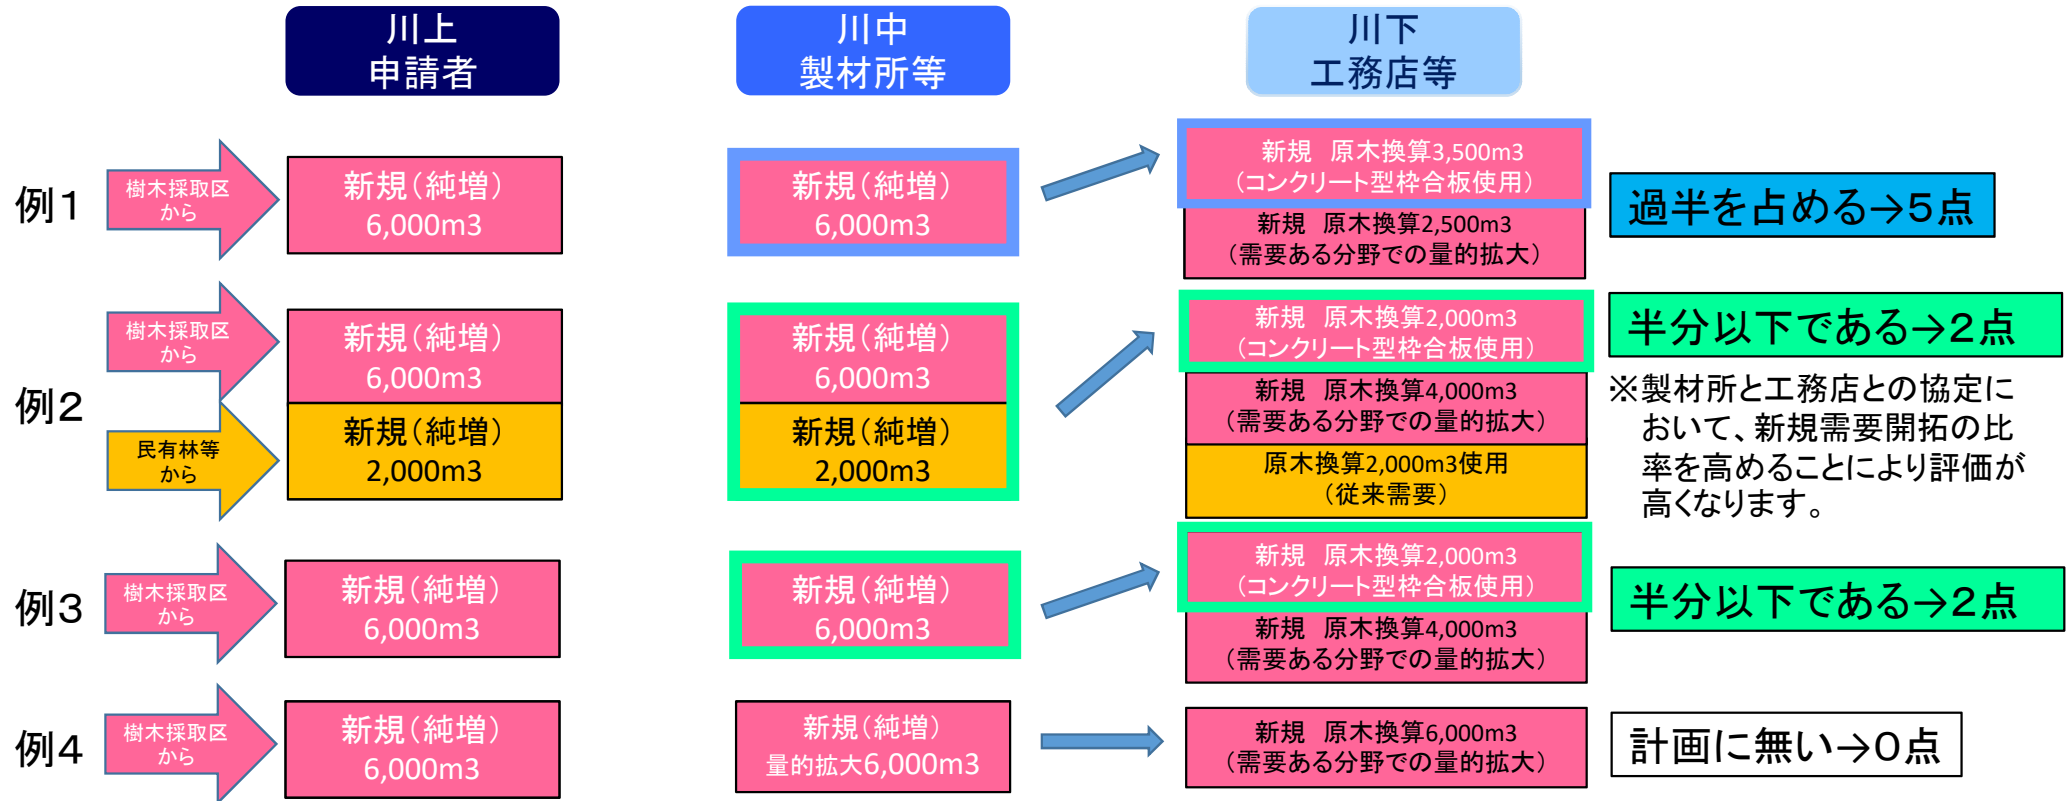 川上
申請者
川中
製材所等
川下
工務店等
例1
樹木採取区
から
新規（純増）
6,000m3
新規（純増）
6,000m3
新規　原木換算3,500m3
（コンクリート型枠合板使用）
新規　原木換算2,500m3
（需要ある分野での量的拡大）
過半を占める→５点
例2
樹木採取区
から
新規（純増）
6,000m3
民有林等
から
新規（純増）
2,000m3
新規（純増）
6,000m3
新規（純増）
2,000m3
新規　原木換算2,000m3
（コンクリート型枠合板使用）
新規　原木換算4,000m3
（需要ある分野での量的拡大）
原木換算2,000m3使用
（従来需要）
半分以下である→２点
※製材所と工務店との協定に
おいて、新規需要開拓の比
率を高めることにより評価が
高くなります。
例3
樹木採取区
から
新規（純増）
6,000m3
新規（純増）
6,000m3
新規　原木換算2,000m3
（コンクリート型枠合板使用）
新規　原木換算4,000m3
（需要ある分野での量的拡大）
半分以下である→２点
例4
樹木採取区
から
新規（純増）
6,000m3
新規（純増）
量的拡大6,000m3
新規　原木換算6,000m3
（需要ある分野での量的拡大）
計画に無い→０点